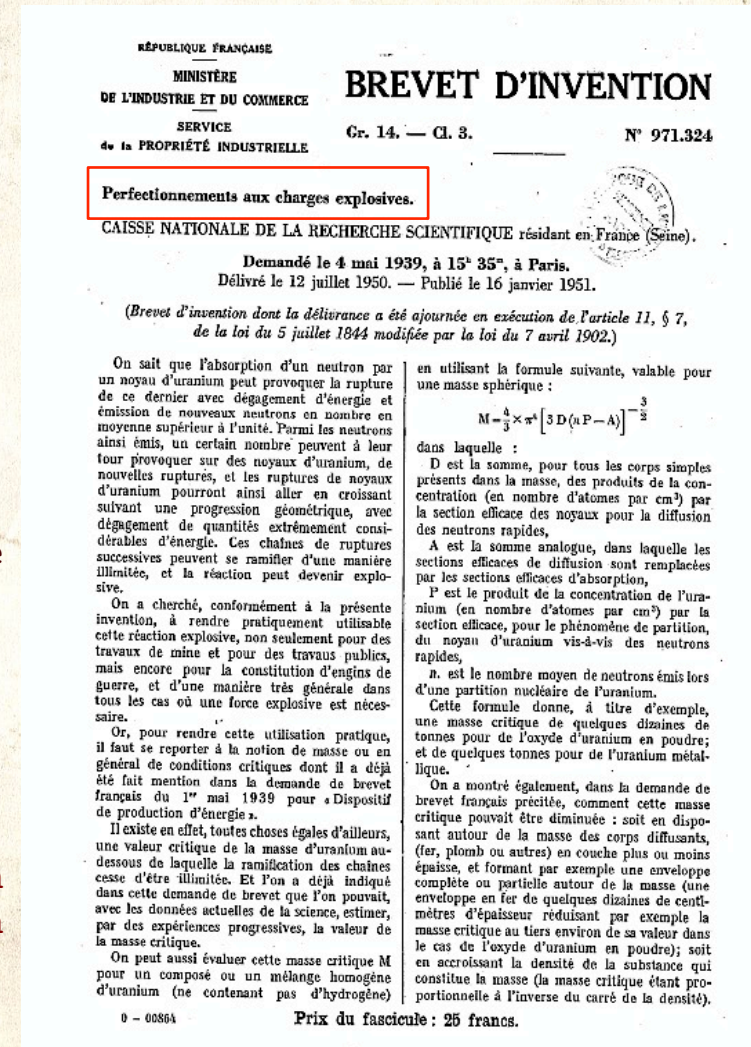 RÉPUBLIQUE FRANÇAISE
MINISTÈRE
DE L'INDUSTRIE ET DU COMMERCE
SERVICE
de la PROPRIÉTÉ INDUSTRIELLE
BREVET D'INVENTION
Gr. 14. — Cl. 3.
N° 971.324
Perfectionnements aux charges explosives.
CAISSE NATIONALE DE LA RECHERCHE SCIENTIFIQUE résidant en France (Seine).
Demandé le 4 mai 1939, à 15ʰ 35ᵐ, à Paris.
Délivré le 12 juillet 1950. — Publié le 16 janvier 1951.
(Brevet d'invention dont la délivrance a été ajournée en exécution de l'article 11, § 7,
de la loi du 5 juillet 1844 modifiée par la loi du 7 avril 1902.)
On sait que l'absorption d'un neutron par
un noyau d'uranium peut provoquer la rupture
de ce dernier avec dégagement d'énergie et
émission de nouveaux neutrons en nombre en
moyenne supérieur à l'unité. Parmi les neutrons
ainsi émis, un certain nombre peuvent à leur
tour provoquer sur des noyaux d'uranium, de
nouvelles ruptures, et les ruptures de noyaux
d'uranium pourront ainsi aller en croissant
suivant une progression géométrique, avec
dégagement de quantités extrêmement consi-
dérables d'énergie. Ces chaînes de ruptures
successives peuvent se ramifier d'une manière
illimitée, et la réaction peut devenir explo-
sive.
On a cherché, conformément à la présente
invention, à rendre pratiquement utilisable
cette réaction explosive, non seulement pour des
travaux de mine et pour des travaus publics,
mais encore pour la constitution d'engins de
guerre, et d'une manière très générale dans
tous les cas où une force explosive est néces-
saire.
Or, pour rendre cette utilisation pratique,
il faut se reporter à la notion de masse ou en
général de conditions critiques dont il a déjà
été fait mention dans la demande de brevet
français du 1ᵉʳ mai 1939 pour « Dispositif
de production d'énergie ».
Il existe en effet, toutes choses égales d'ailleurs,
une valeur critique de la masse d'uranium au-
dessous de laquelle la ramification des chaînes
cesse d'être illimitée. Et l'on a déjà indiqué
dans cette demande de brevet que l'on pouvait,
avec les données actuelles de la science, estimer,
par des expériences progressives, la valeur de
la masse critique.
On peut aussi évaluer cette masse critique M
pour un composé ou un mélange homogène
d'uranium (ne contenant pas d'hydrogène)
en utilisant la formule suivante, valable pour
une masse sphérique :
M = 4/3 × π⁴ [3 D (n P − A)]^−3/2
dans laquelle :
D est la somme, pour tous les corps simples
présents dans la masse, des produits de la con-
centration (en nombre d'atomes par cm³) par
la section efficace des noyaux pour la diffusion
des neutrons rapides,
A est la somme analogue, dans laquelle les
sections efficaces de diffusion sont remplacées
par les sections efficaces d'absorption,
P est le produit de la concentration de l'ura-
nium (en nombre d'atomes par cm³) par la
section efficace, pour le phénomène de partition,
du noyau d'uranium vis-à-vis des neutrons
rapides,
n. est le nombre moyen de neutrons émis lors
d'une partition nucléaire de l'uranium.
Cette formule donne, à titre d'exemple,
une masse critique de quelques dizaines de
tonnes pour de l'oxyde d'uranium en poudre;
et de quelques tonnes pour de l'uranium métal-
lique.
On a montré également, dans la demande de
brevet français précitée, comment cette masse
critique pouvait être diminuée : soit en dispo-
sant autour de la masse des corps diffusants,
(fer, plomb ou autres) en couche plus ou moins
épaisse, et formant par exemple une enveloppe
complète ou partielle autour de la masse (une
enveloppe en fer de quelques dizaines de centi-
mètres d'épaisseur réduisant par exemple la
masse critique au tiers environ de sa valeur dans
le cas de l'oxyde d'uranium en poudre); soit
en accroissant la densité de la substance qui
constitue la masse (la masse critique étant pro-
portionnelle à l'inverse du carré de la densité).
0 – 00864
Prix du fascicule : 25 francs.